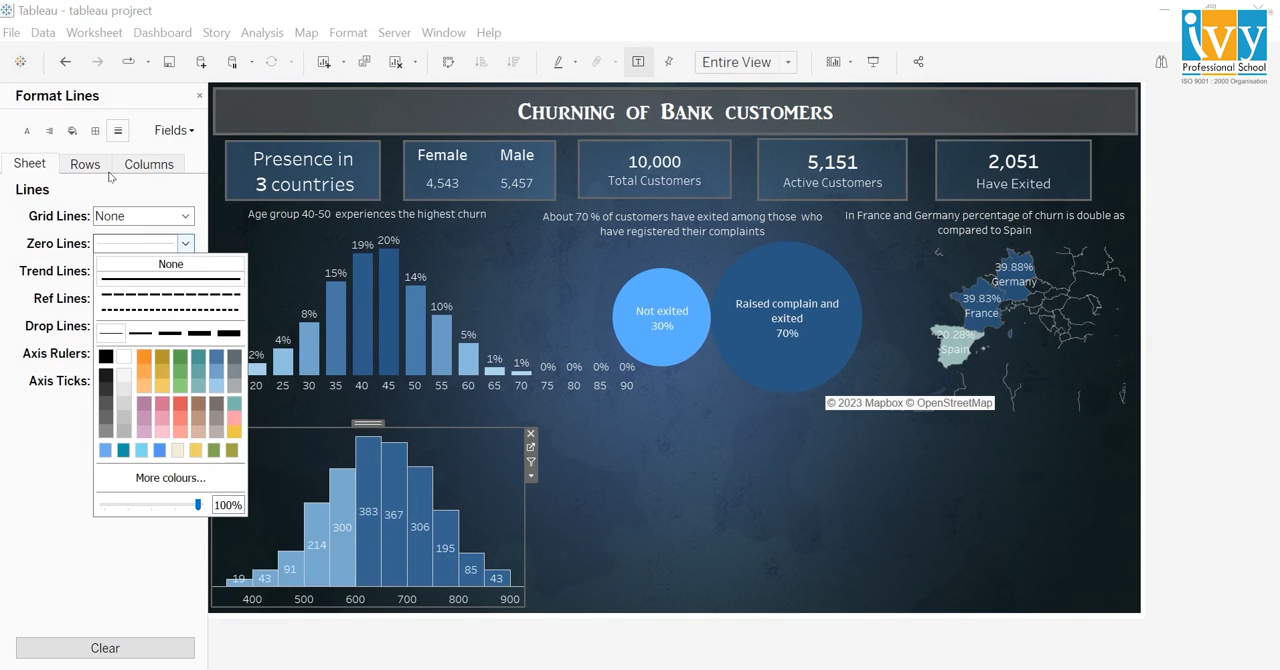 Tableau - tableau project
File Data Worksheet Dashboard Story Analysis Map Format Server Window Help
Entire View
ivy
Professional School
ISO 9001 : 2000 Organisation
Format Lines
Fields
Sheet Rows Columns
Lines
Grid Lines: None
Zero Lines:
Trend Lines:
Ref Lines:
Drop Lines:
Axis Rulers:
Axis Ticks:
None
More colours...
100%
Clear
Churning of Bank customers
Presence in
3 countries
Female Male
4,543 5,457
10,000
Total Customers
5,151
Active Customers
2,051
Have Exited
Age group 40-50 experiences the highest churn
2% 4% 8% 15% 19% 20% 14% 10% 5% 1% 1% 0% 0% 0% 0%
20 25 30 35 40 45 50 55 60 65 70 75 80 85 90
About 70 % of customers have exited among those who
have registered their complaints
Not exited
30%
Raised complain and
exited
70%
In France and Germany percentage of churn is double as
compared to Spain
39.88%
Germany
39.83%
France
20.28%
Spain
© 2023 Mapbox © OpenStreetMap
19 43 91 214 300 383 367 306 195 85 43
400 500 600 700 800 900